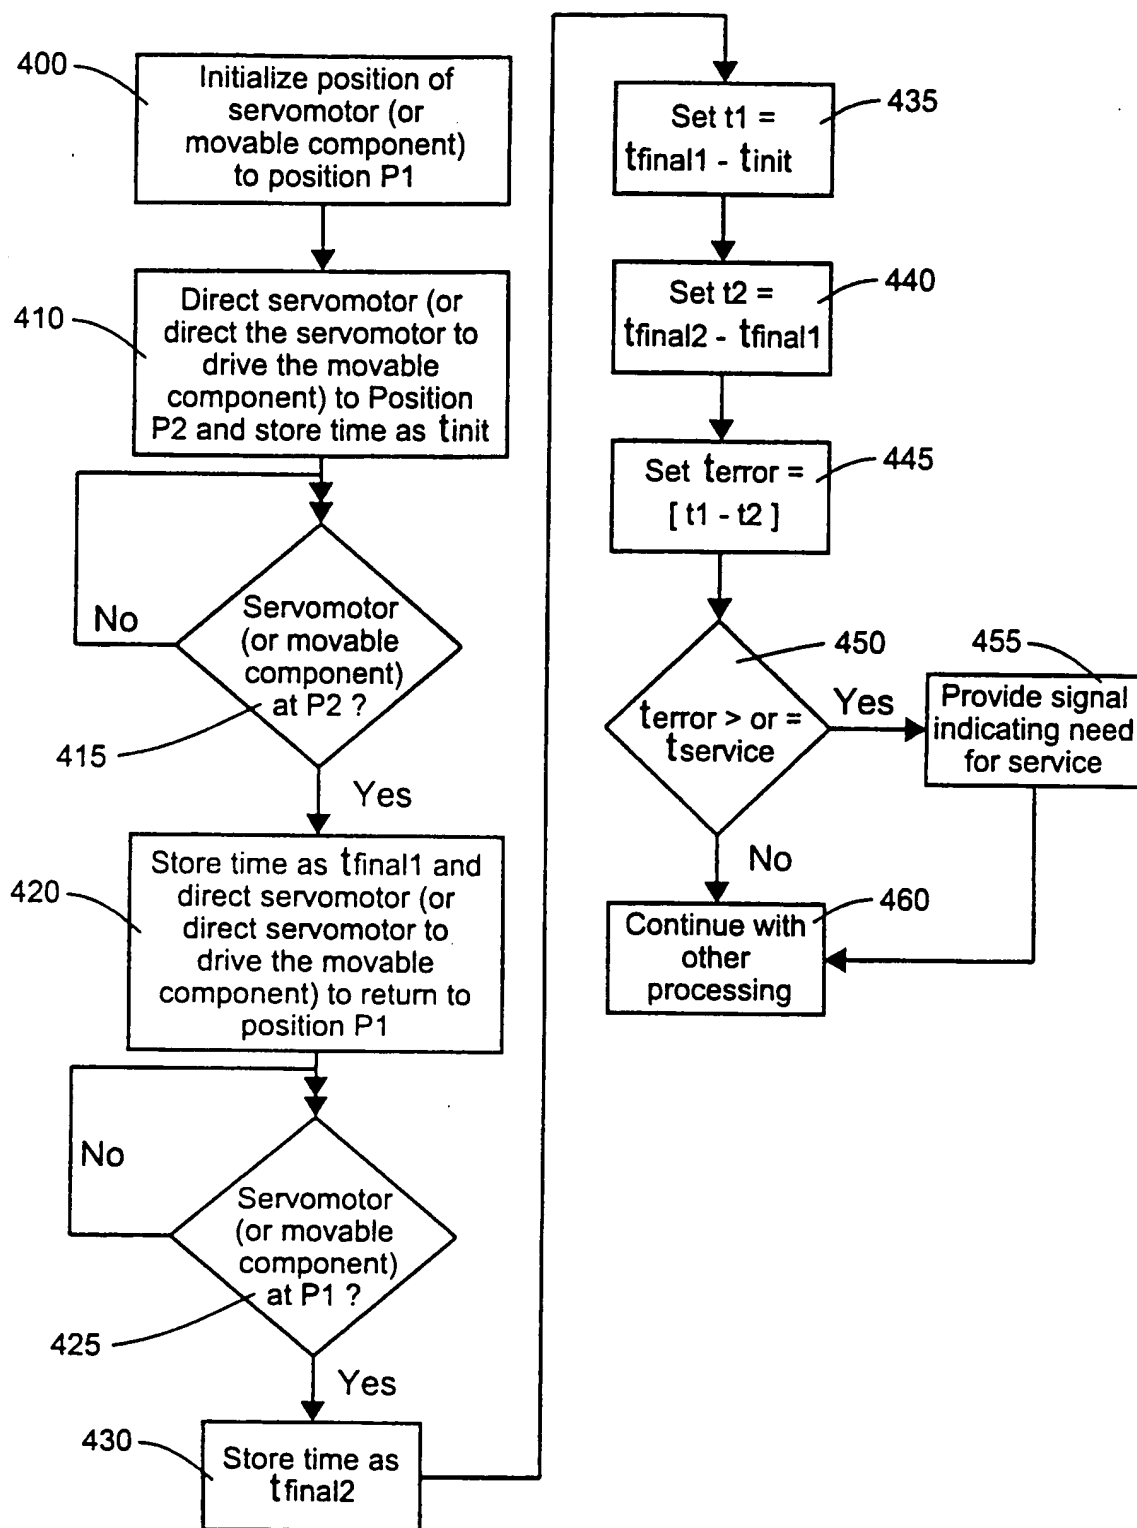 400
Initialize position of
servomotor (or
movable component)
to position P1
410
Direct servomotor (or
direct the servomotor to
drive the movable
component) to Position
P2 and store time as tinit
No
Servomotor
(or movable
component)
at P2 ?
415
Yes
420
Store time as tfinal1 and
direct servomotor (or
direct servomotor to
drive the movable
component) to return to
position P1
No
Servomotor
(or movable
component)
at P1 ?
425
Yes
430
Store time as
tfinal2
435
Set t1 =
tfinal1 - tinit
440
Set t2 =
tfinal2 - tfinal1
445
Set terror =
[ t1 - t2 ]
450
terror > or =
tservice
Yes
455
Provide signal
indicating need
for service
No
460
Continue with
other
processing